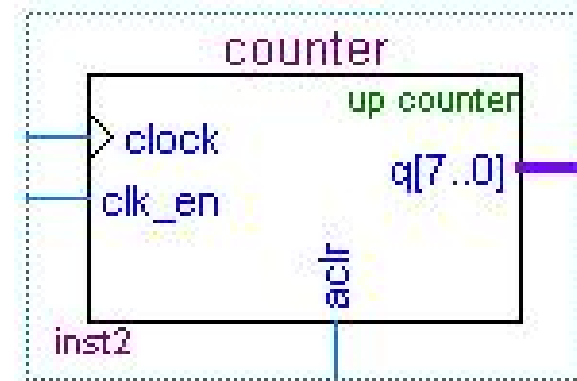 counter
up counter
clock
q[7..0]
clk_en
aclr
inst2